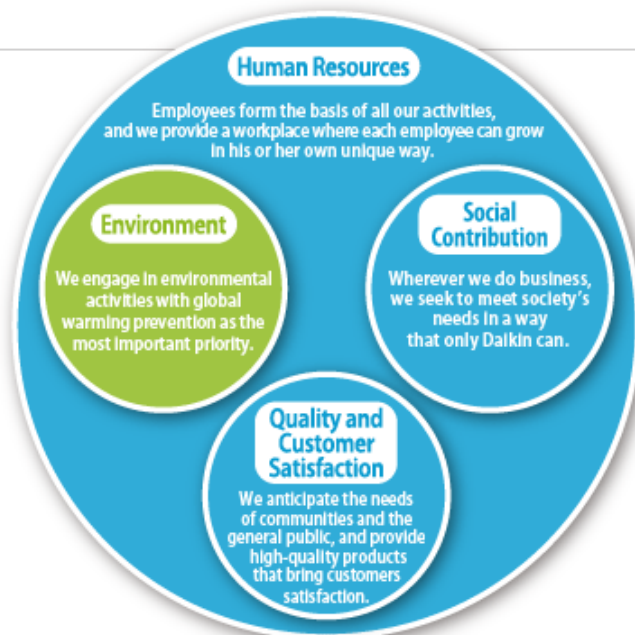 Human Resources
Employees form the basis of all our activities,
and we provide a workplace where each employee can grow
in his or her own unique way.
Environment
We engage in environmental
activities with global
warming prevention as the
most important priority.
Social
Contribution
Wherever we do business,
we seek to meet society's
needs in a way
that only Daikin can.
Quality and
Customer
Satisfaction
We anticipate the needs
of communities and the
general public, and provide
high-quality products
that bring customers
satisfaction.